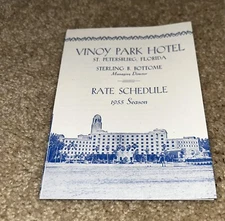 VINOY PARK HOTEL
ST. PETERSBURG, FLORIDA
STERLING B. BOTTOME
Managing Director
RATE SCHEDULE
1955 Season